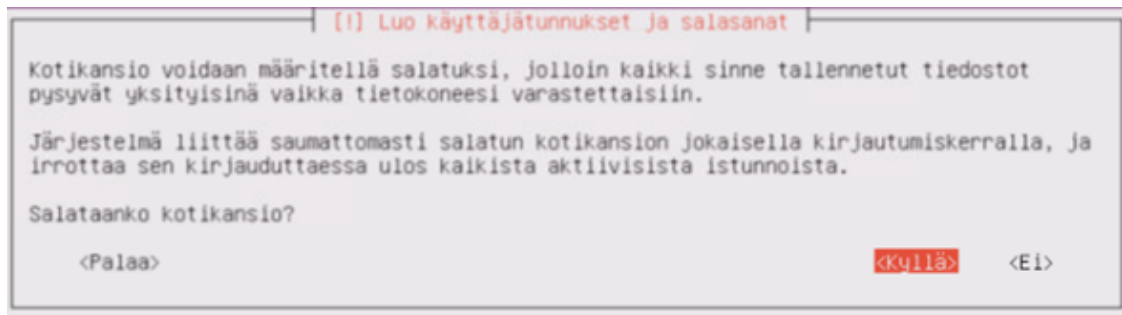 [!] Luo käyttäjätunnukset ja salasanat
Kotikansio voidaan määritellä salatuksi, jolloin kaikki sinne tallennetut tiedostot
pysyvät yksityisinä vaikka tietokoneesi varastettaisiin.
Järjestelmä liittää saumattomasti salatun kotikansion jokaisella kirjautumiskerralla, ja
irrottaa sen kirjauduttaessa ulos kaikista aktiivisista istunnoista.
Salataanko kotikansio?
<Palaa> <Kyllä> <Ei>